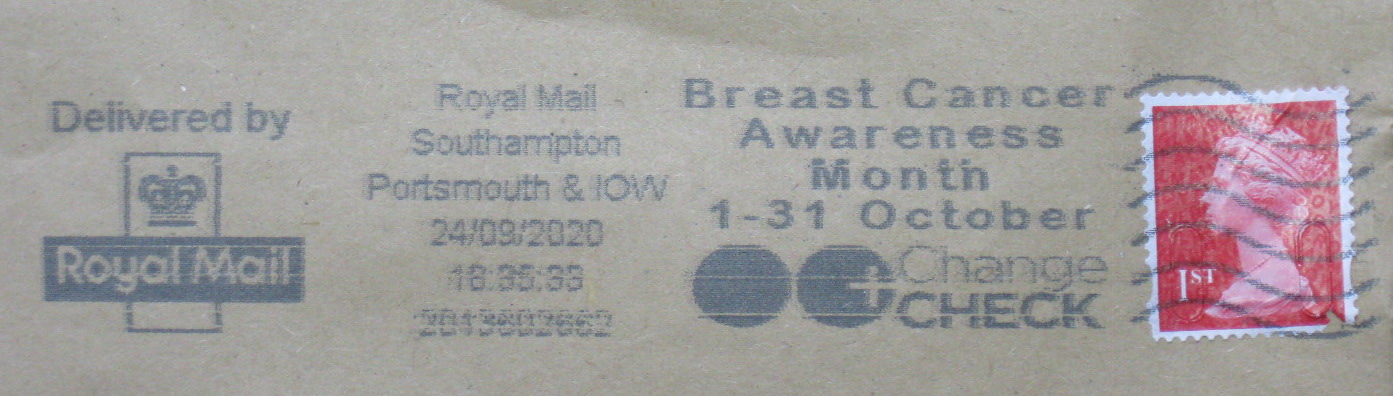 Delivered by
Royal Mail
Royal Mail
Southampton
Portsmouth & IOW
24/09/2020
Breast Cancer
Awareness
Month
1-31 October
+Change
CHECK
1ST